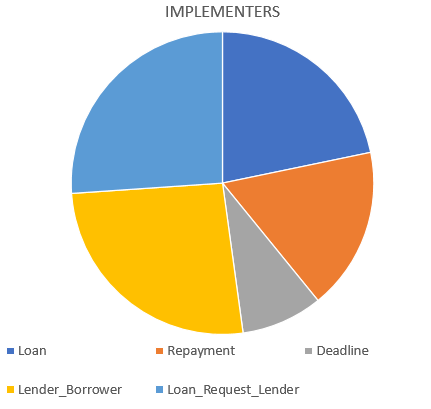 IMPLEMENTERS
Loan Repayment Deadline
Lender_Borrower Loan_Request_Lender